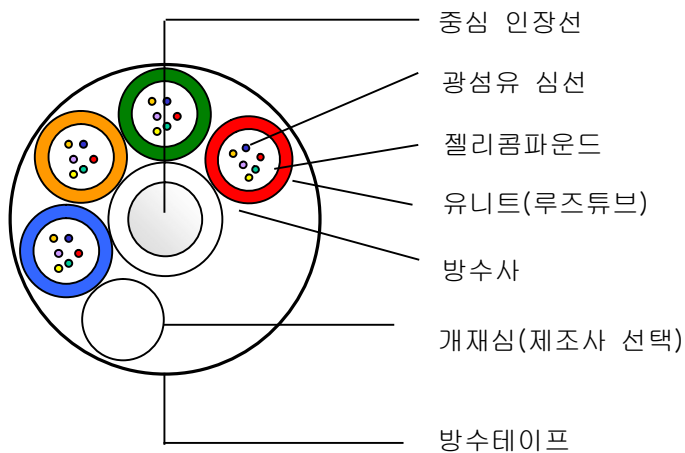 중심 인장선
광섬유 심선
젤리콤파운드
유니트(루즈튜브)
방수사
개재심(제조사 선택)
방수테이프